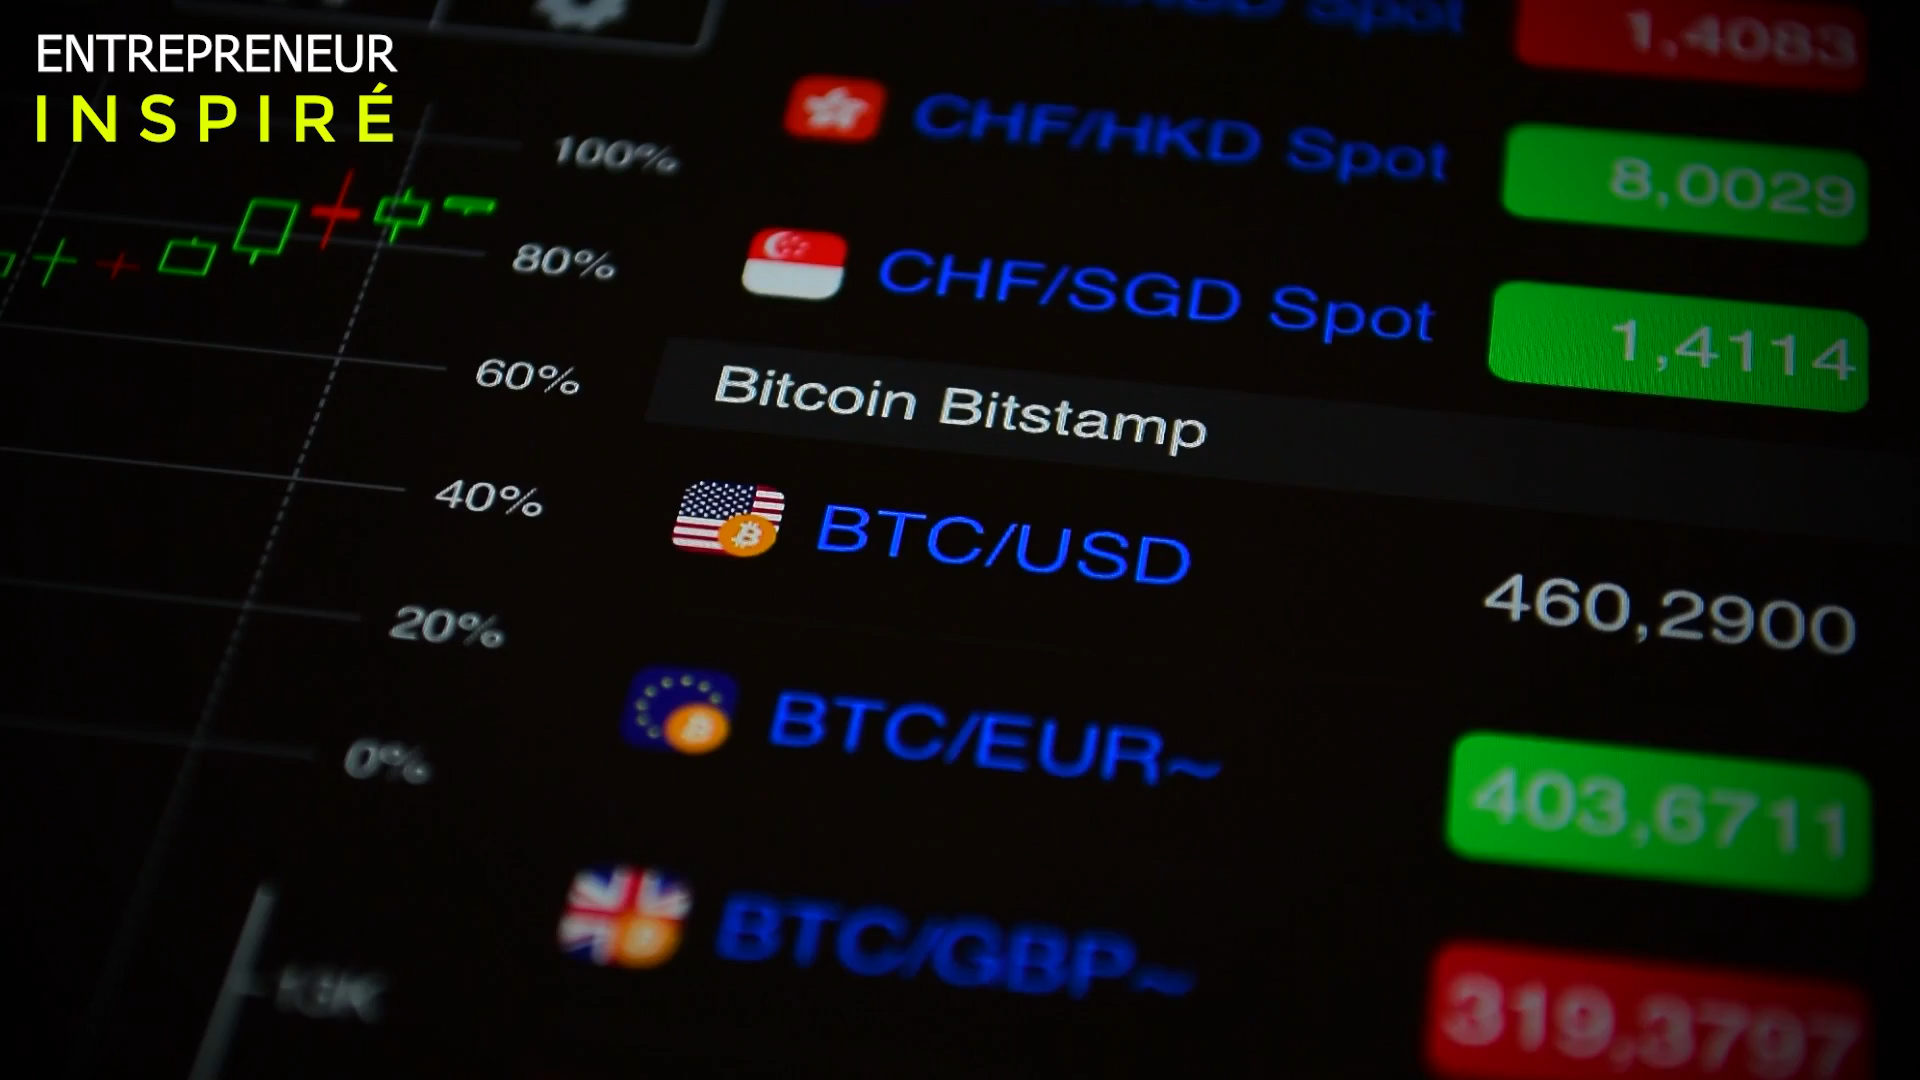 ENTREPRENEUR
INSPIRÉ
Spot
1,4083
100%
CHF/HKD Spot
8,0029
80%
CHF/SGD Spot
1,4114
60%
Bitcoin Bitstamp
40%
BTC/USD
460,2900
20%
BTC/EUR~
403,6711
0%
BTC/GBP~
319,3797